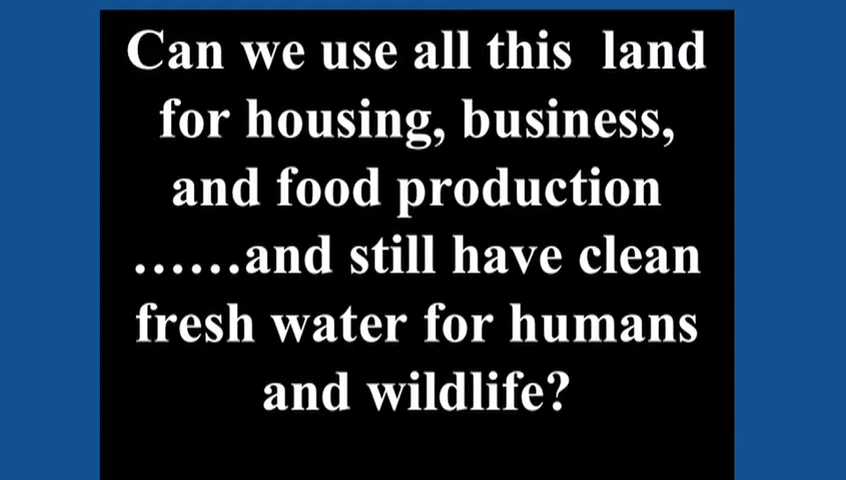 Can we use all this  land
for housing, business,
and food production
……and still have clean
fresh water for humans
and wildlife?